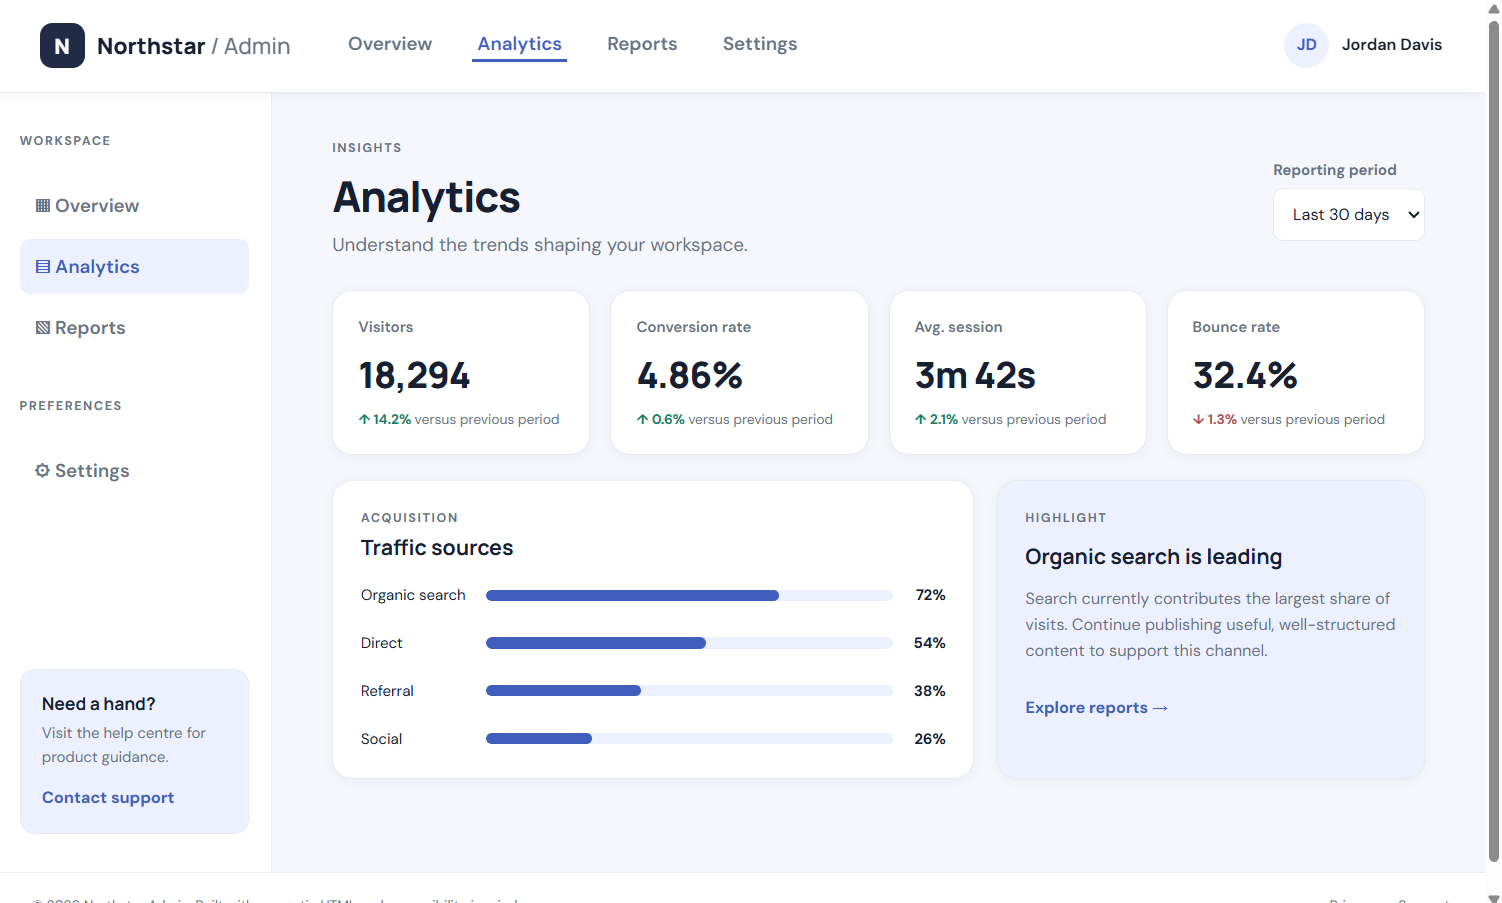 N Northstar / Admin
Overview
Analytics
Reports
Settings
JD Jordan Davis
WORKSPACE
Overview
Analytics
Reports
PREFERENCES
Settings
Need a hand?
Visit the help centre for
product guidance.
Contact support
INSIGHTS
Analytics
Understand the trends shaping your workspace.
Reporting period
Last 30 days
Visitors
18,294
↑ 14.2% versus previous period
Conversion rate
4.86%
↑ 0.6% versus previous period
Avg. session
3m 42s
↑ 2.1% versus previous period
Bounce rate
32.4%
↓ 1.3% versus previous period
ACQUISITION
Traffic sources
Organic search 72%
Direct 54%
Referral 38%
Social 26%
HIGHLIGHT
Organic search is leading
Search currently contributes the largest share of
visits. Continue publishing useful, well-structured
content to support this channel.
Explore reports →